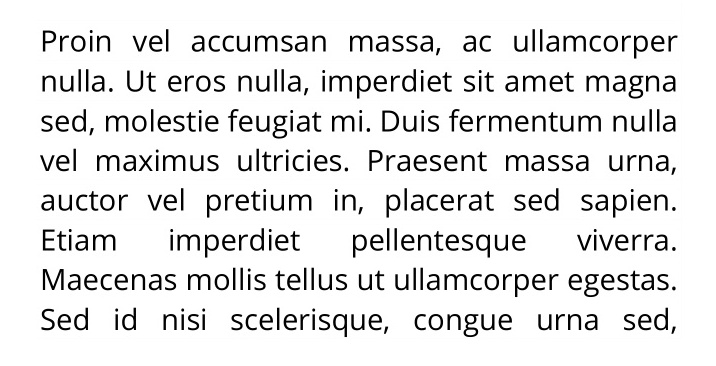 Proin vel accumsan massa, ac ullamcorper
nulla. Ut eros nulla, imperdiet sit amet magna
sed, molestie feugiat mi. Duis fermentum nulla
vel maximus ultricies. Praesent massa urna,
auctor vel pretium in, placerat sed sapien.
Etiam imperdiet pellentesque viverra.
Maecenas mollis tellus ut ullamcorper egestas.
Sed id nisi scelerisque, congue urna sed,